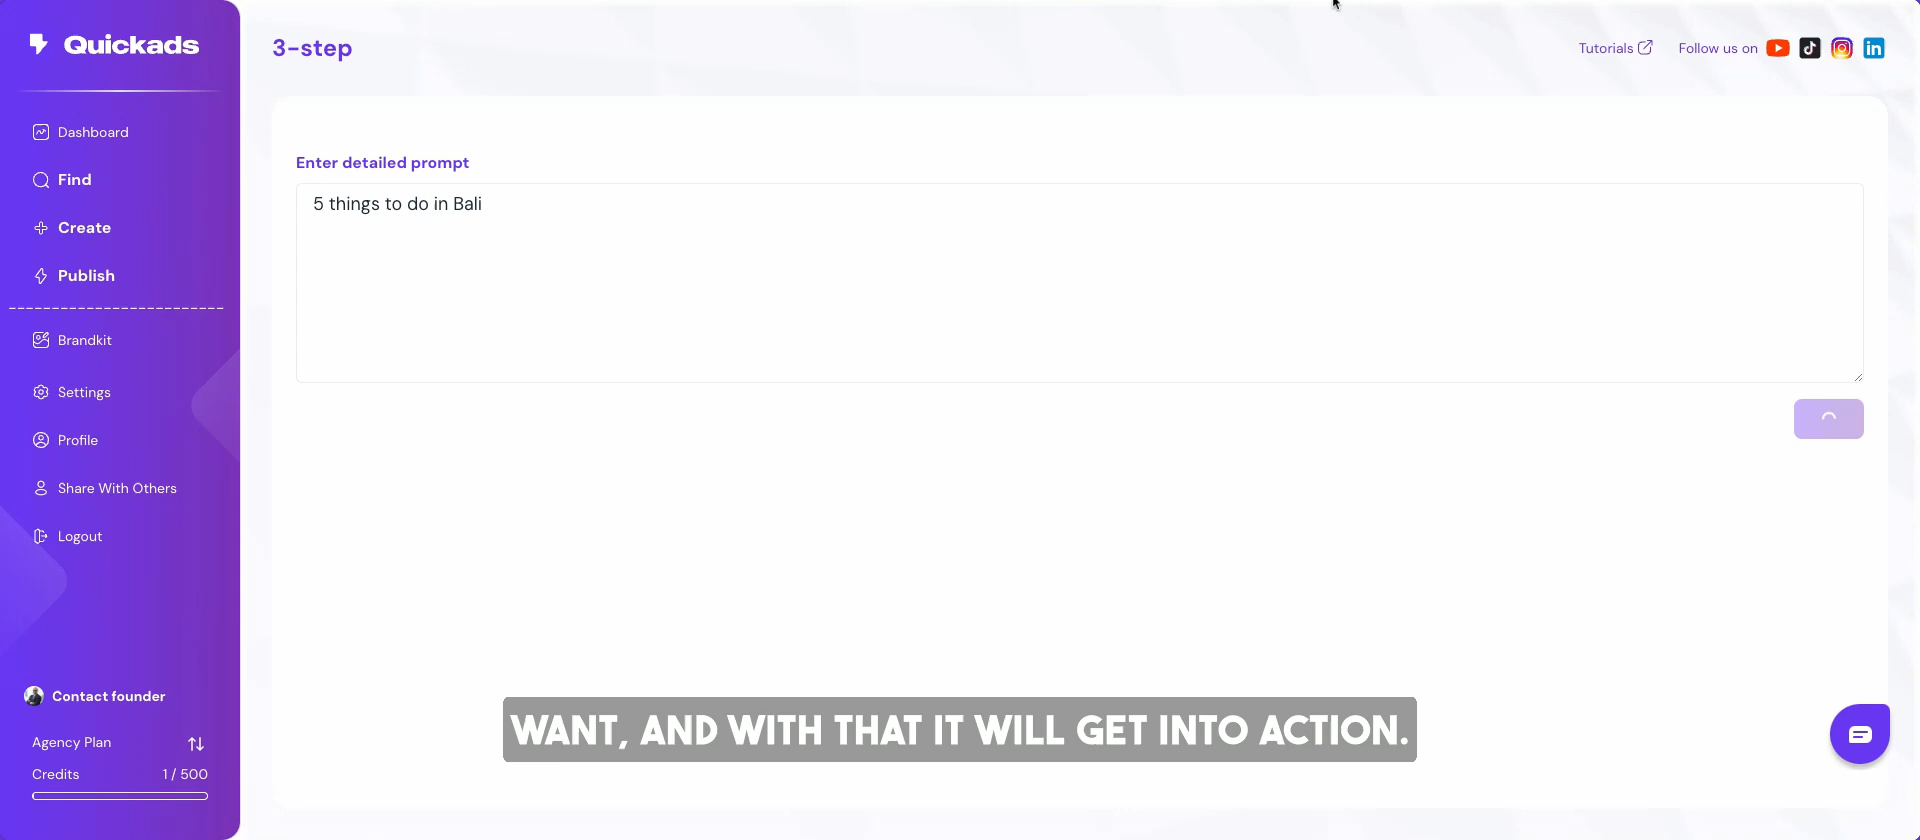 Quickads
3-step
Tutorials
Follow us on
Dashboard
Find
Create
Publish
Brandkit
Settings
Profile
Share With Others
Logout
Contact founder
Agency Plan
Credits 1 / 500
Enter detailed prompt
5 things to do in Bali
WANT, AND WITH THAT IT WILL GET INTO ACTION.